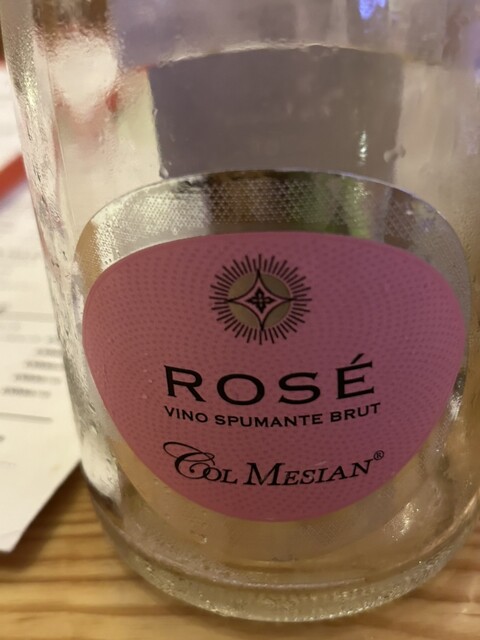 ROSÉ
VINO SPUMANTE BRUT
COL MESIAN®